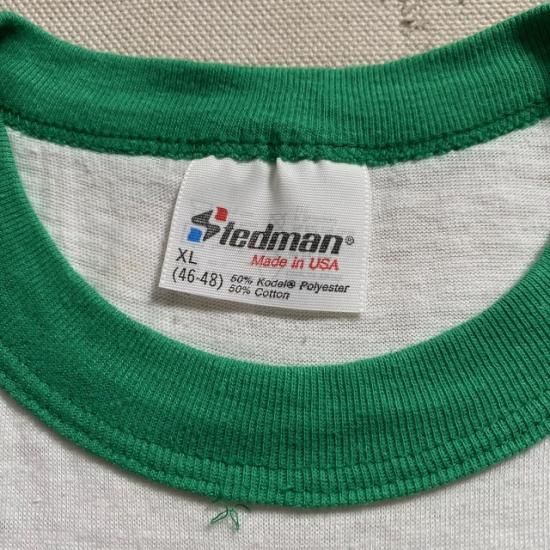 Stedman®
Made in USA
XL
(46-48)
50% Kodel® Polyester
50% Cotton